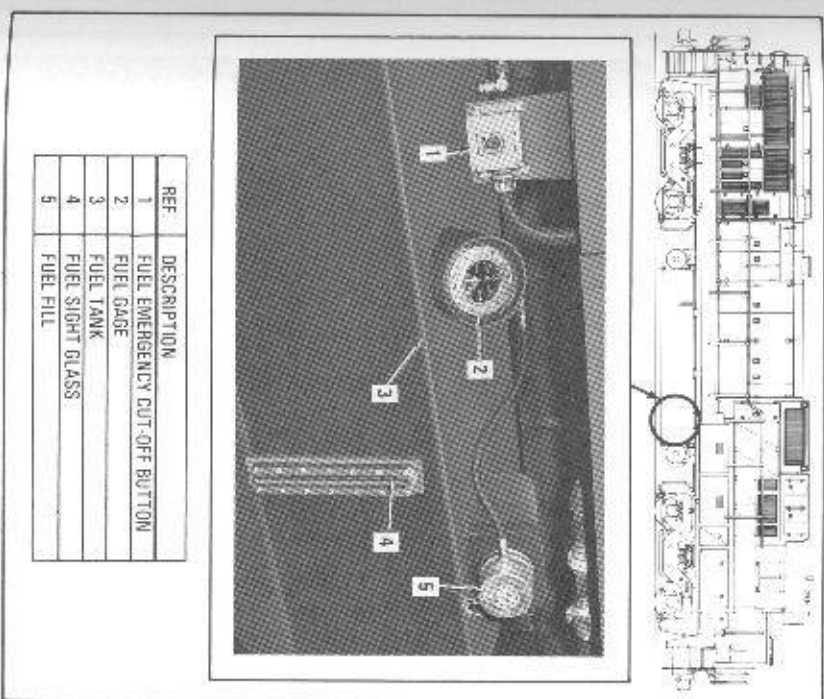 1
2
3
4
5
REF. DESCRIPTION
1 FUEL EMERGENCY CUT-OFF BUTTON
2 FUEL GAGE
3 FUEL TANK
4 FUEL SIGHT GLASS
5 FUEL FILL